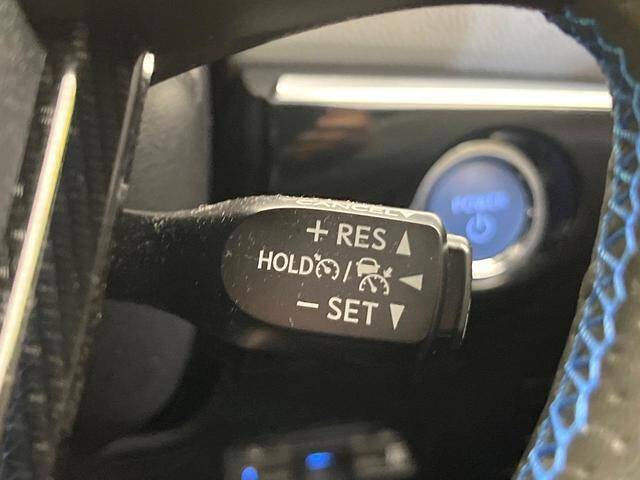 CANCEL
+ RES ▲
HOLD / ◀
− SET ▼
POWER